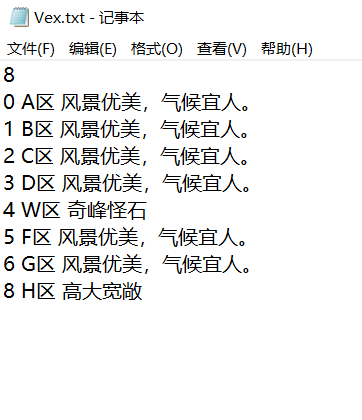 Vex.txt - 记事本
文件(F) 编辑(E) 格式(O) 查看(V) 帮助(H)
8
0 A区 风景优美，气候宜人。
1 B区 风景优美，气候宜人。
2 C区 风景优美，气候宜人。
3 D区 风景优美，气候宜人。
4 W区 奇峰怪石
5 F区 风景优美，气候宜人。
6 G区 风景优美，气候宜人。
8 H区 高大宽敞